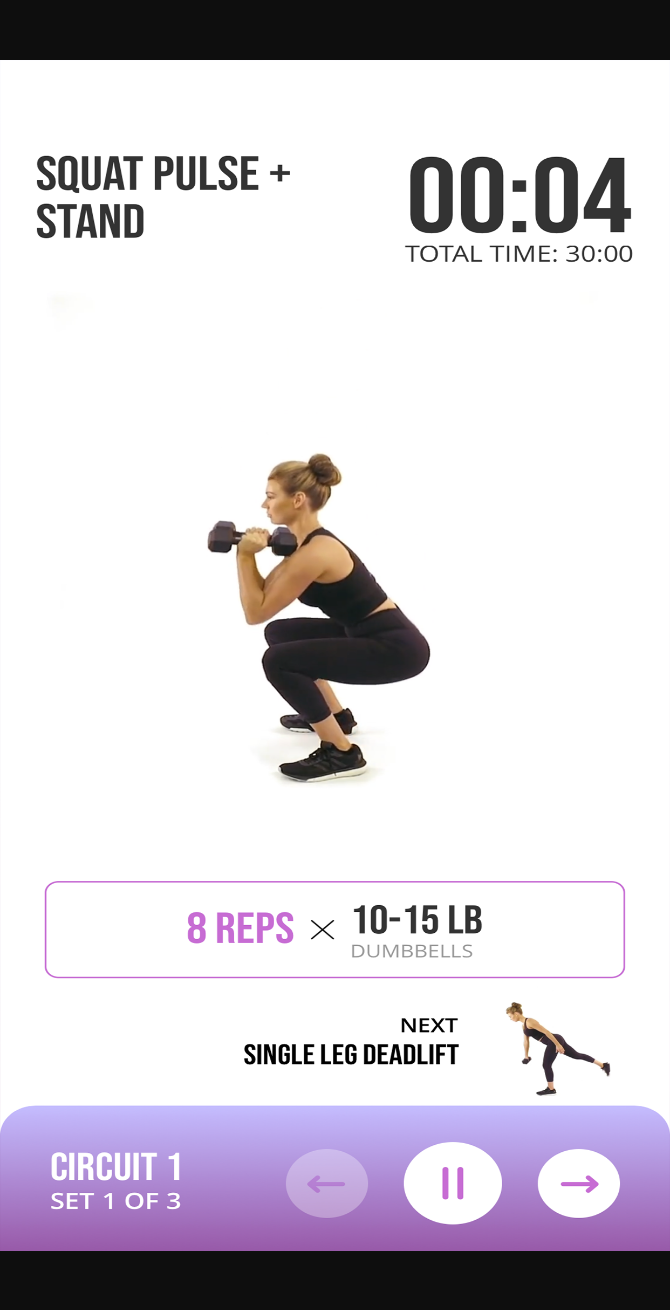 SQUAT PULSE +
STAND
00:04
TOTAL TIME: 30:00
8 REPS × 10-15 LB
DUMBBELLS
NEXT
SINGLE LEG DEADLIFT
CIRCUIT 1
SET 1 OF 3